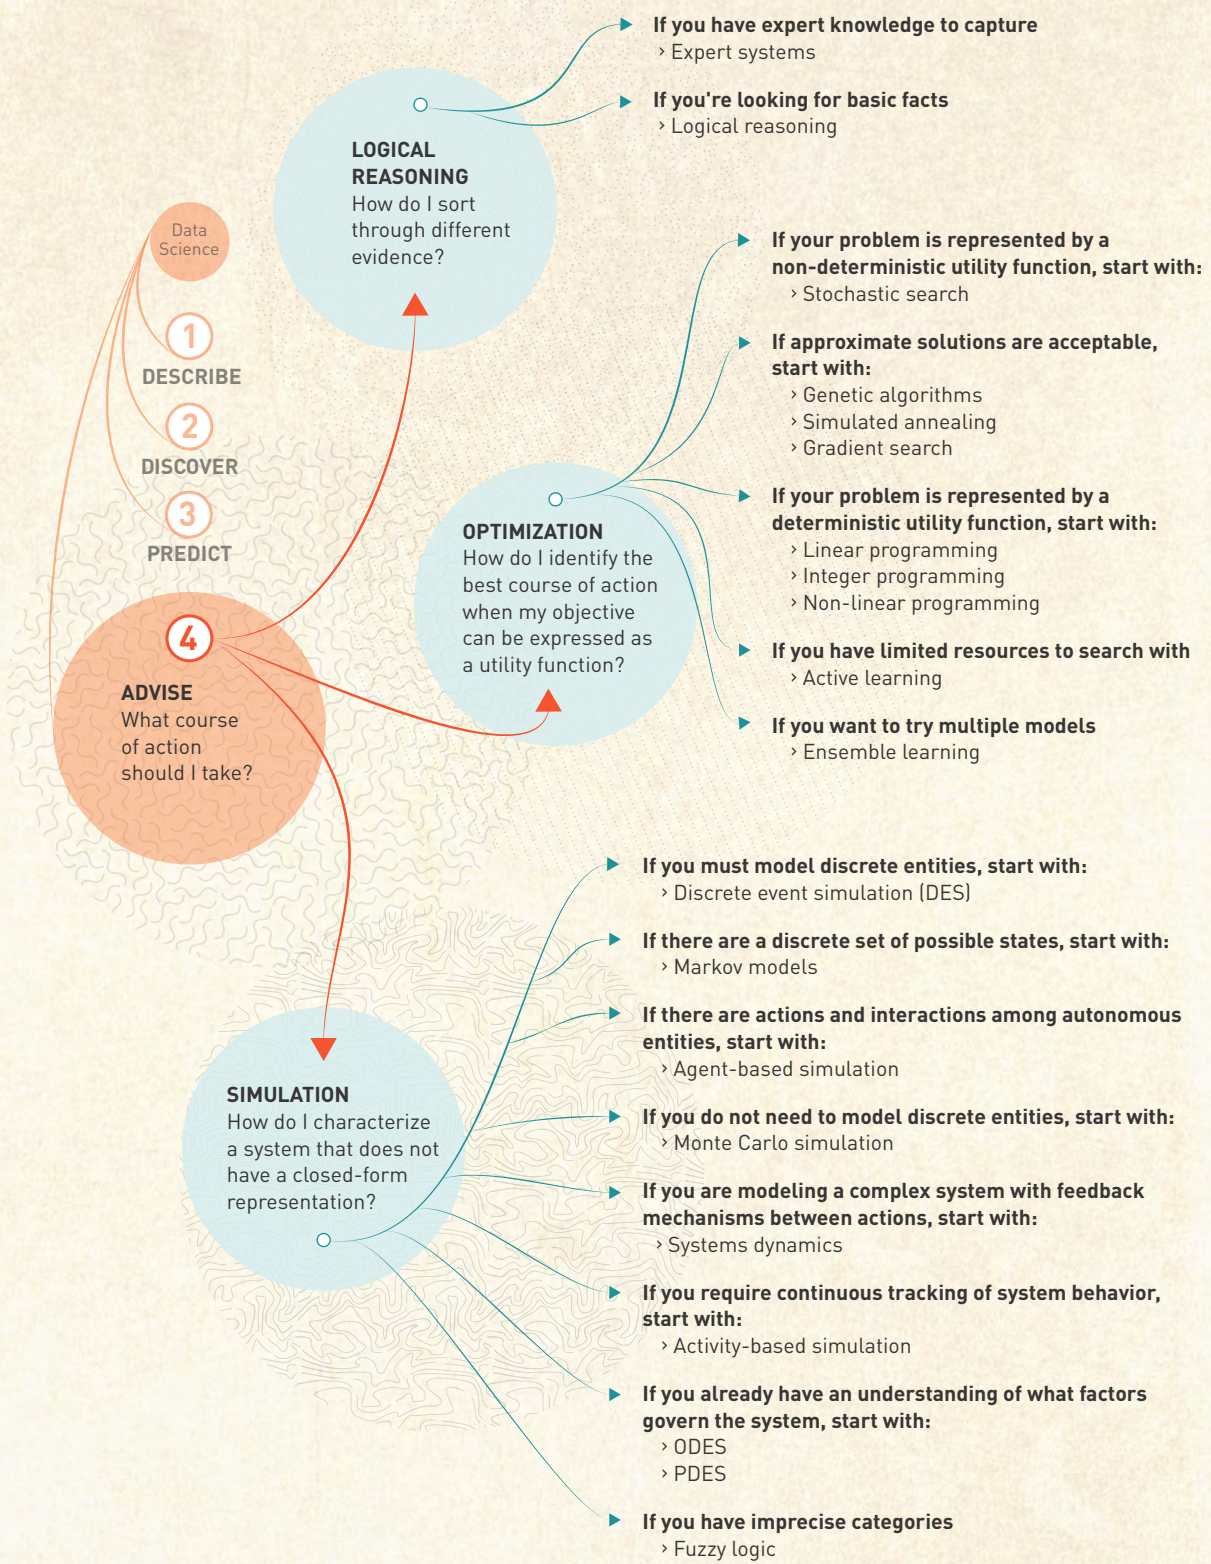 If you have expert knowledge to capture
› Expert systems
If you're looking for basic facts
› Logical reasoning
LOGICAL
REASONING
How do I sort
through different
evidence?
Data
Science
1
DESCRIBE
2
DISCOVER
3
PREDICT
4
ADVISE
What course
of action
should I take?
If your problem is represented by a
non-deterministic utility function, start with:
› Stochastic search
If approximate solutions are acceptable,
start with:
› Genetic algorithms
› Simulated annealing
› Gradient search
OPTIMIZATION
How do I identify the
best course of action
when my objective
can be expressed as
a utility function?
If your problem is represented by a
deterministic utility function, start with:
› Linear programming
› Integer programming
› Non-linear programming
If you have limited resources to search with
› Active learning
If you want to try multiple models
› Ensemble learning
SIMULATION
How do I characterize
a system that does not
have a closed-form
representation?
If you must model discrete entities, start with:
› Discrete event simulation (DES)
If there are a discrete set of possible states, start with:
› Markov models
If there are actions and interactions among autonomous
entities, start with:
› Agent-based simulation
If you do not need to model discrete entities, start with:
› Monte Carlo simulation
If you are modeling a complex system with feedback
mechanisms between actions, start with:
› Systems dynamics
If you require continuous tracking of system behavior,
start with:
› Activity-based simulation
If you already have an understanding of what factors
govern the system, start with:
› ODES
› PDES
If you have imprecise categories
› Fuzzy logic